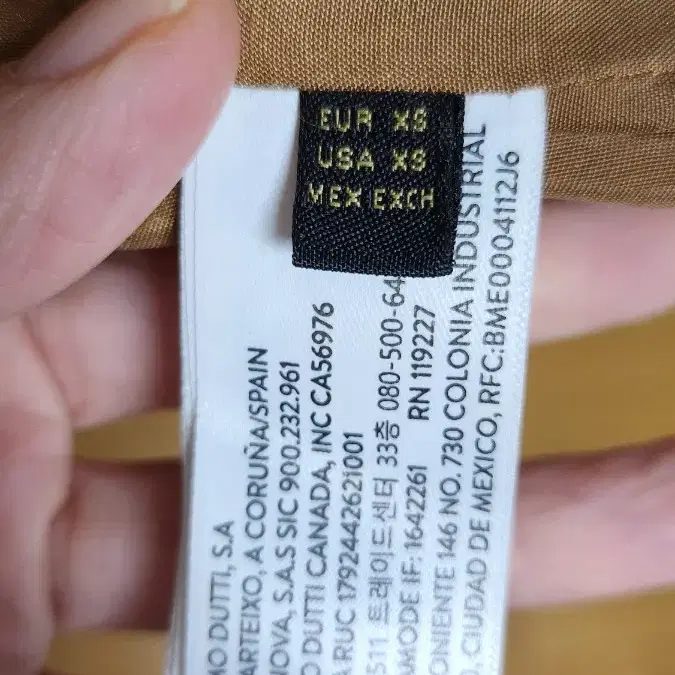 EUR XS
USA XS
MEX EXCH
MO DUTTI, S.A
ARTEIXO, A CORUÑA/SPAIN
NOVA, S.A.S SIC 900.232.961
O DUTTI CANADA, INC CA56976
RUC 1792442621001
511 트레이드센터 33층 080-500-64
AMODE IF: 1642261 RN 119227
ONIENTE 146 NO. 730 COLONIA INDUSTRIAL
, CIUDAD DE MEXICO, RFC:BME0004112J6